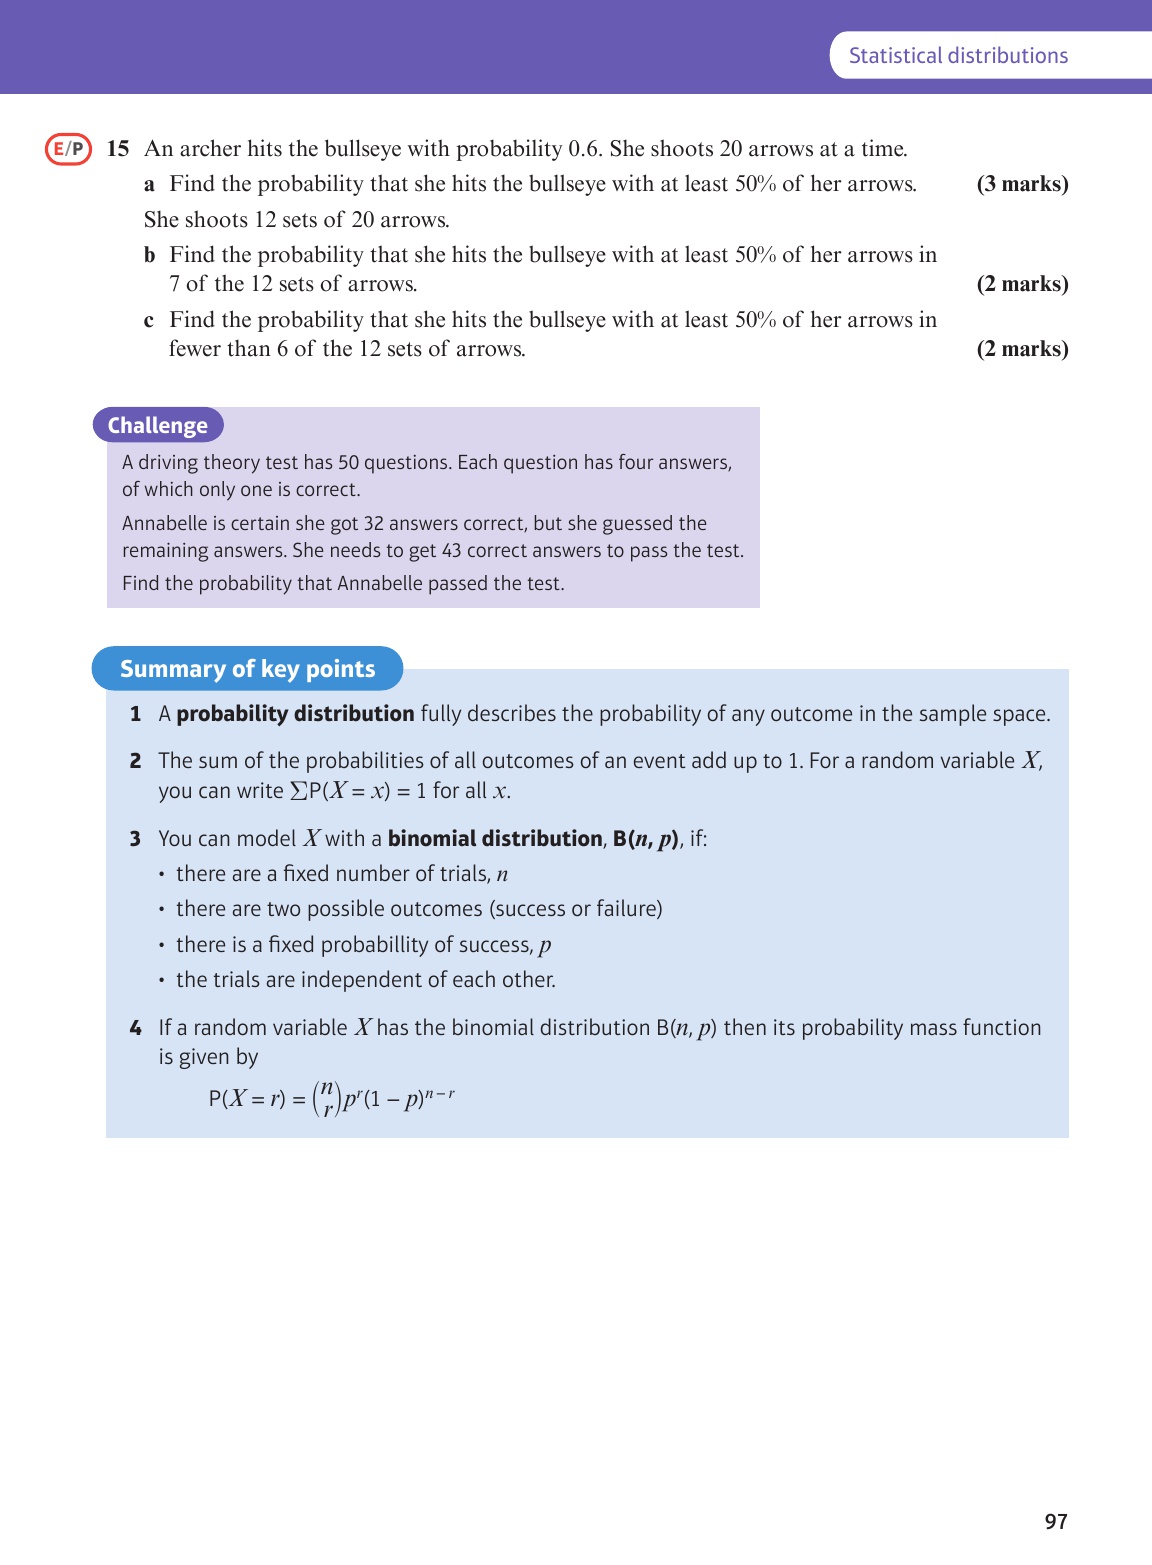 Statistical distributions
E/P 15 An archer hits the bullseye with probability 0.6. She shoots 20 arrows at a time.
a Find the probability that she hits the bullseye with at least 50% of her arrows. (3 marks)
She shoots 12 sets of 20 arrows.
b Find the probability that she hits the bullseye with at least 50% of her arrows in
7 of the 12 sets of arrows. (2 marks)
c Find the probability that she hits the bullseye with at least 50% of her arrows in
fewer than 6 of the 12 sets of arrows. (2 marks)
Challenge
A driving theory test has 50 questions. Each question has four answers,
of which only one is correct.
Annabelle is certain she got 32 answers correct, but she guessed the
remaining answers. She needs to get 43 correct answers to pass the test.
Find the probability that Annabelle passed the test.
Summary of key points
1 A probability distribution fully describes the probability of any outcome in the sample space.
2 The sum of the probabilities of all outcomes of an event add up to 1. For a random variable X,
you can write ∑P(X = x) = 1 for all x.
3 You can model X with a binomial distribution, B(n, p), if:
• there are a fixed number of trials, n
• there are two possible outcomes (success or failure)
• there is a fixed probabillity of success, p
• the trials are independent of each other.
4 If a random variable X has the binomial distribution B(n, p) then its probability mass function
is given by
P(X = r) = (n r)pʳ(1 − p)ⁿ⁻ʳ
97